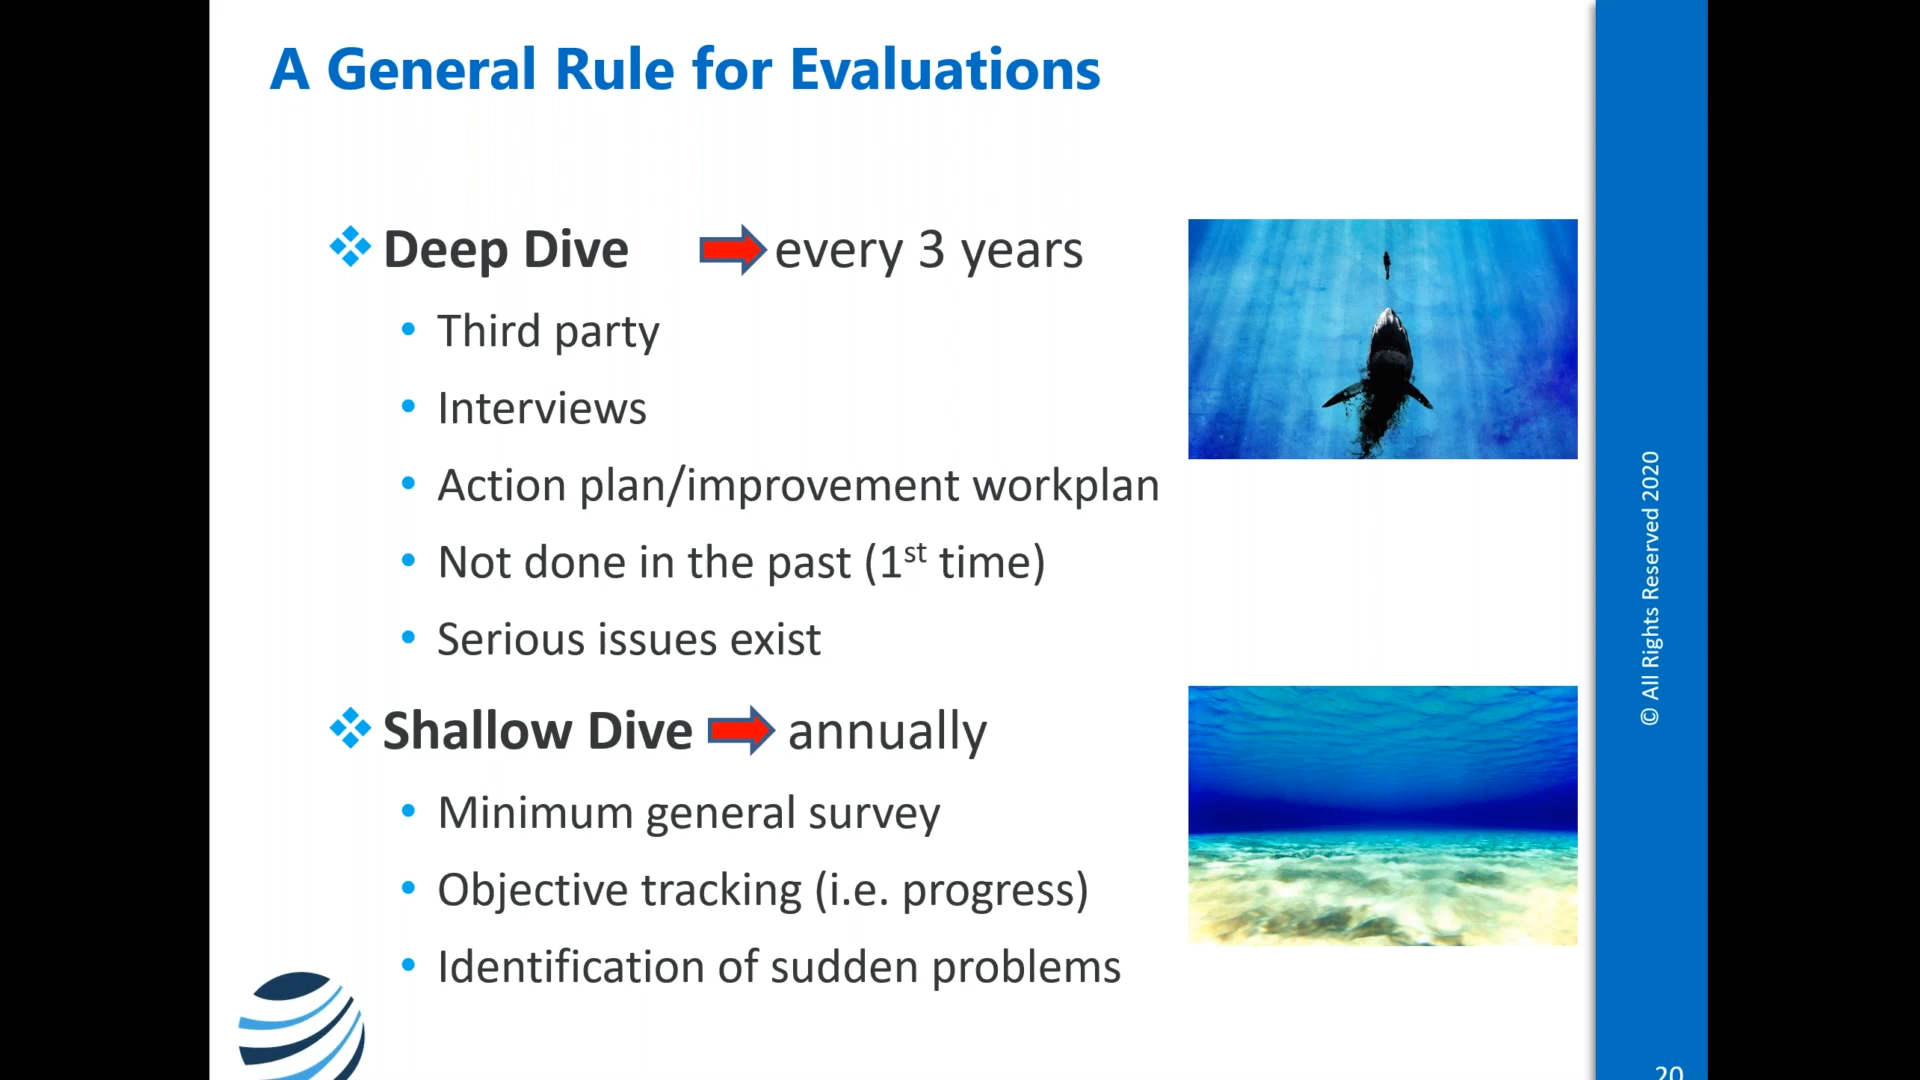 A General Rule for Evaluations
Deep Dive every 3 years
Third party
Interviews
Action plan/improvement workplan
Not done in the past (1st time)
Serious issues exist
Shallow Dive annually
Minimum general survey
Objective tracking (i.e. progress)
Identification of sudden problems
© All Rights Reserved 2020
20